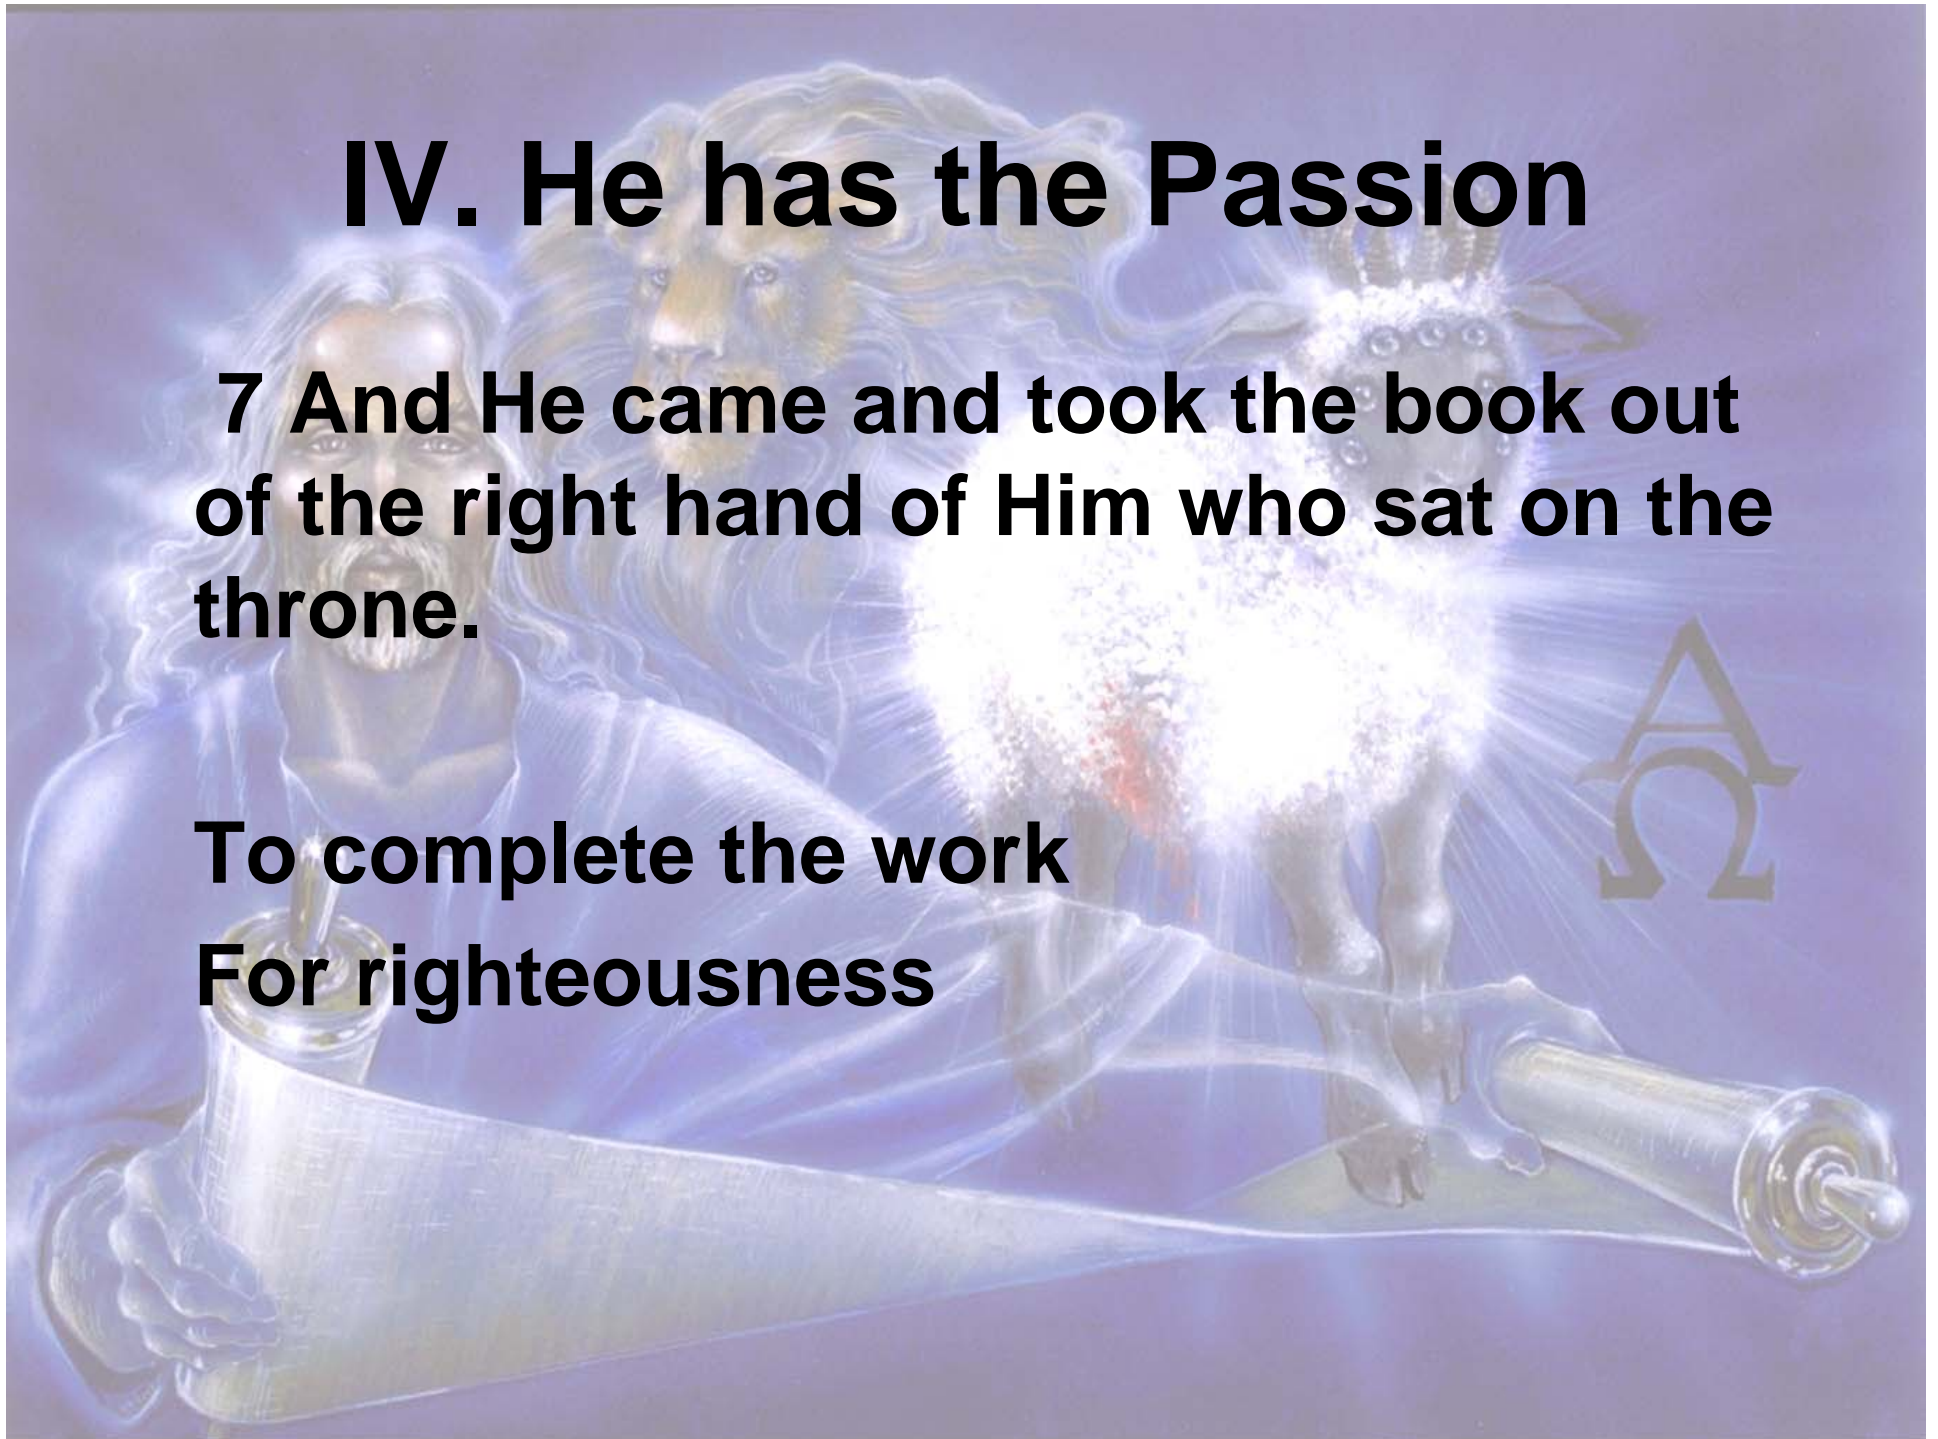 IV. He has the Passion
7 And He came and took the book out
of the right hand of Him who sat on the
throne.
Α
Ω
To complete the work
For righteousness